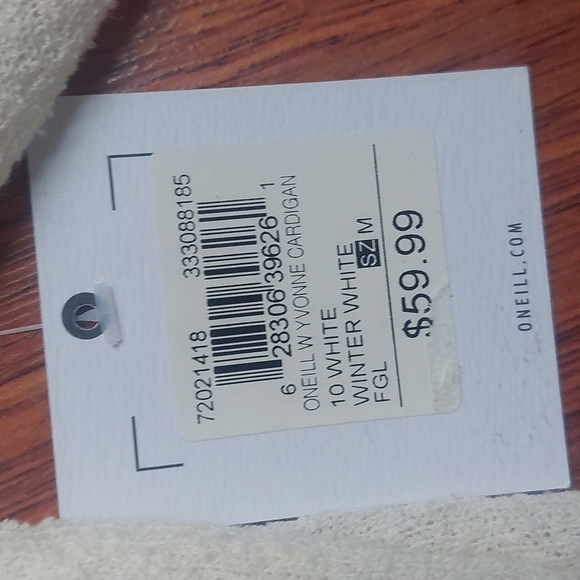 72021418 333088185
6 28306 39626 1
ONEILL W YVONNE CARDIGAN
10 WHITE
WINTER WHITE
FGL SZ M
$59.99
ONEILL.COM